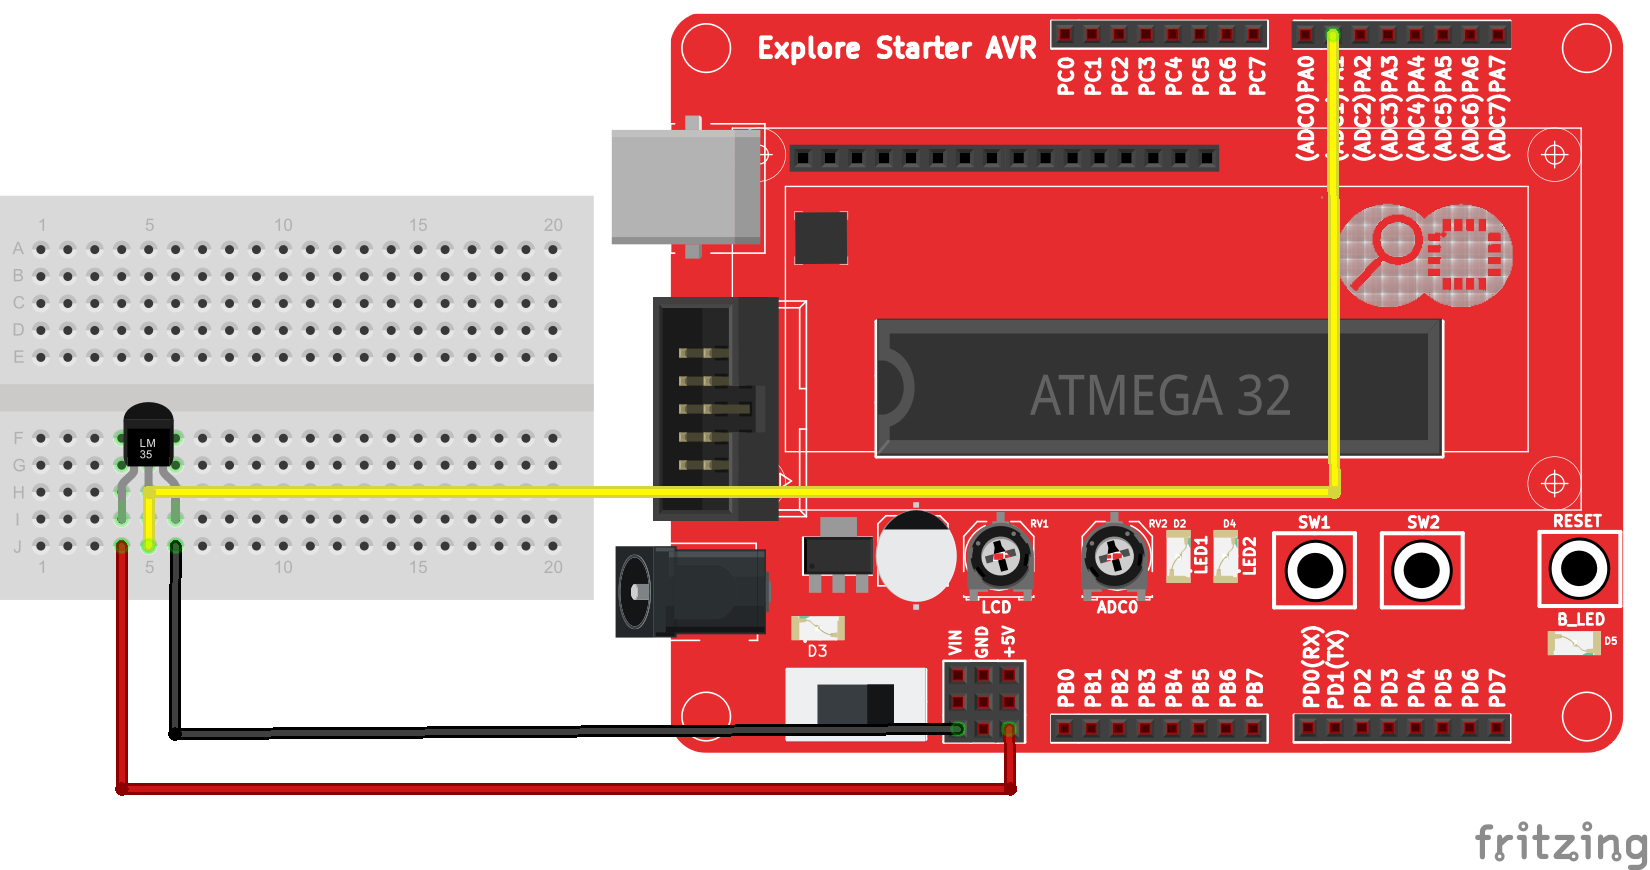 Explore Starter AVR
PC0 PC1 PC2 PC3 PC4 PC5 PC6 PC7
(ADC0)PA0 (ADC2)PA2 (ADC3)PA3 (ADC4)PA4 (ADC5)PA5 (ADC6)PA6 (ADC7)PA7
1 5 10 15 20
A
B
C
D
E
ATMEGA 32
F
G
H
I
J
LM
35
1 5 10 15 20
RV1 RV2 D2 D4 SW1 SW2 RESET
LED1 LED2
LCD ADC0
B_LED
D5
D3
VIN GND +5V
PB0 PB1 PB2 PB3 PB4 PB5 PB6 PB7
PD0(RX) PD1(TX) PD2 PD3 PD4 PD5 PD6 PD7
fritzing